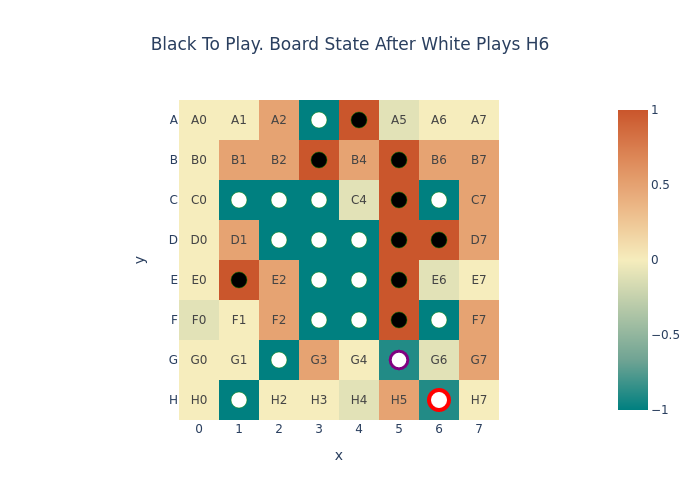 Black To Play. Board State After White Plays H6
A A0 A1 A2 A5 A6 A7
B B0 B1 B2 B4 B6 B7
C C0 C4 C7
D D0 D1 D7
E E0 E2 E6 E7
F F0 F1 F2 F7
G G0 G1 G3 G4 G6 G7
H H0 H2 H3 H4 H5 H7
0 1 2 3 4 5 6 7
x
y
1
0.5
0
−0.5
−1